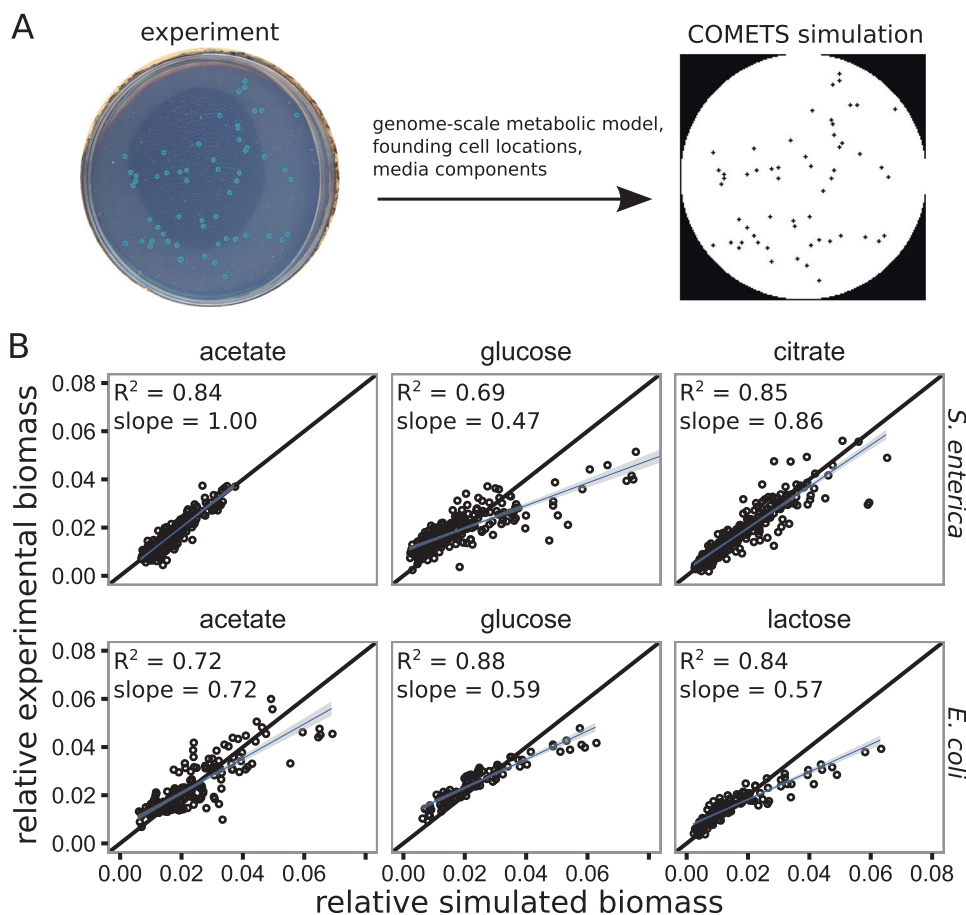 A
experiment
COMETS simulation
genome-scale metabolic model,
founding cell locations,
media components
B
relative experimental biomass
acetate
glucose
citrate
0.08
0.06
0.04
0.02
0.00
R² = 0.84
slope = 1.00
R² = 0.69
slope = 0.47
R² = 0.85
slope = 0.86
S. enterica
acetate
glucose
lactose
0.08
0.06
0.04
0.02
0.00
R² = 0.72
slope = 0.72
R² = 0.88
slope = 0.59
R² = 0.84
slope = 0.57
E. coli
0.00 0.02 0.04 0.06 0.00 0.02 0.04 0.06 0.00 0.02 0.04 0.06 0.08
relative simulated biomass